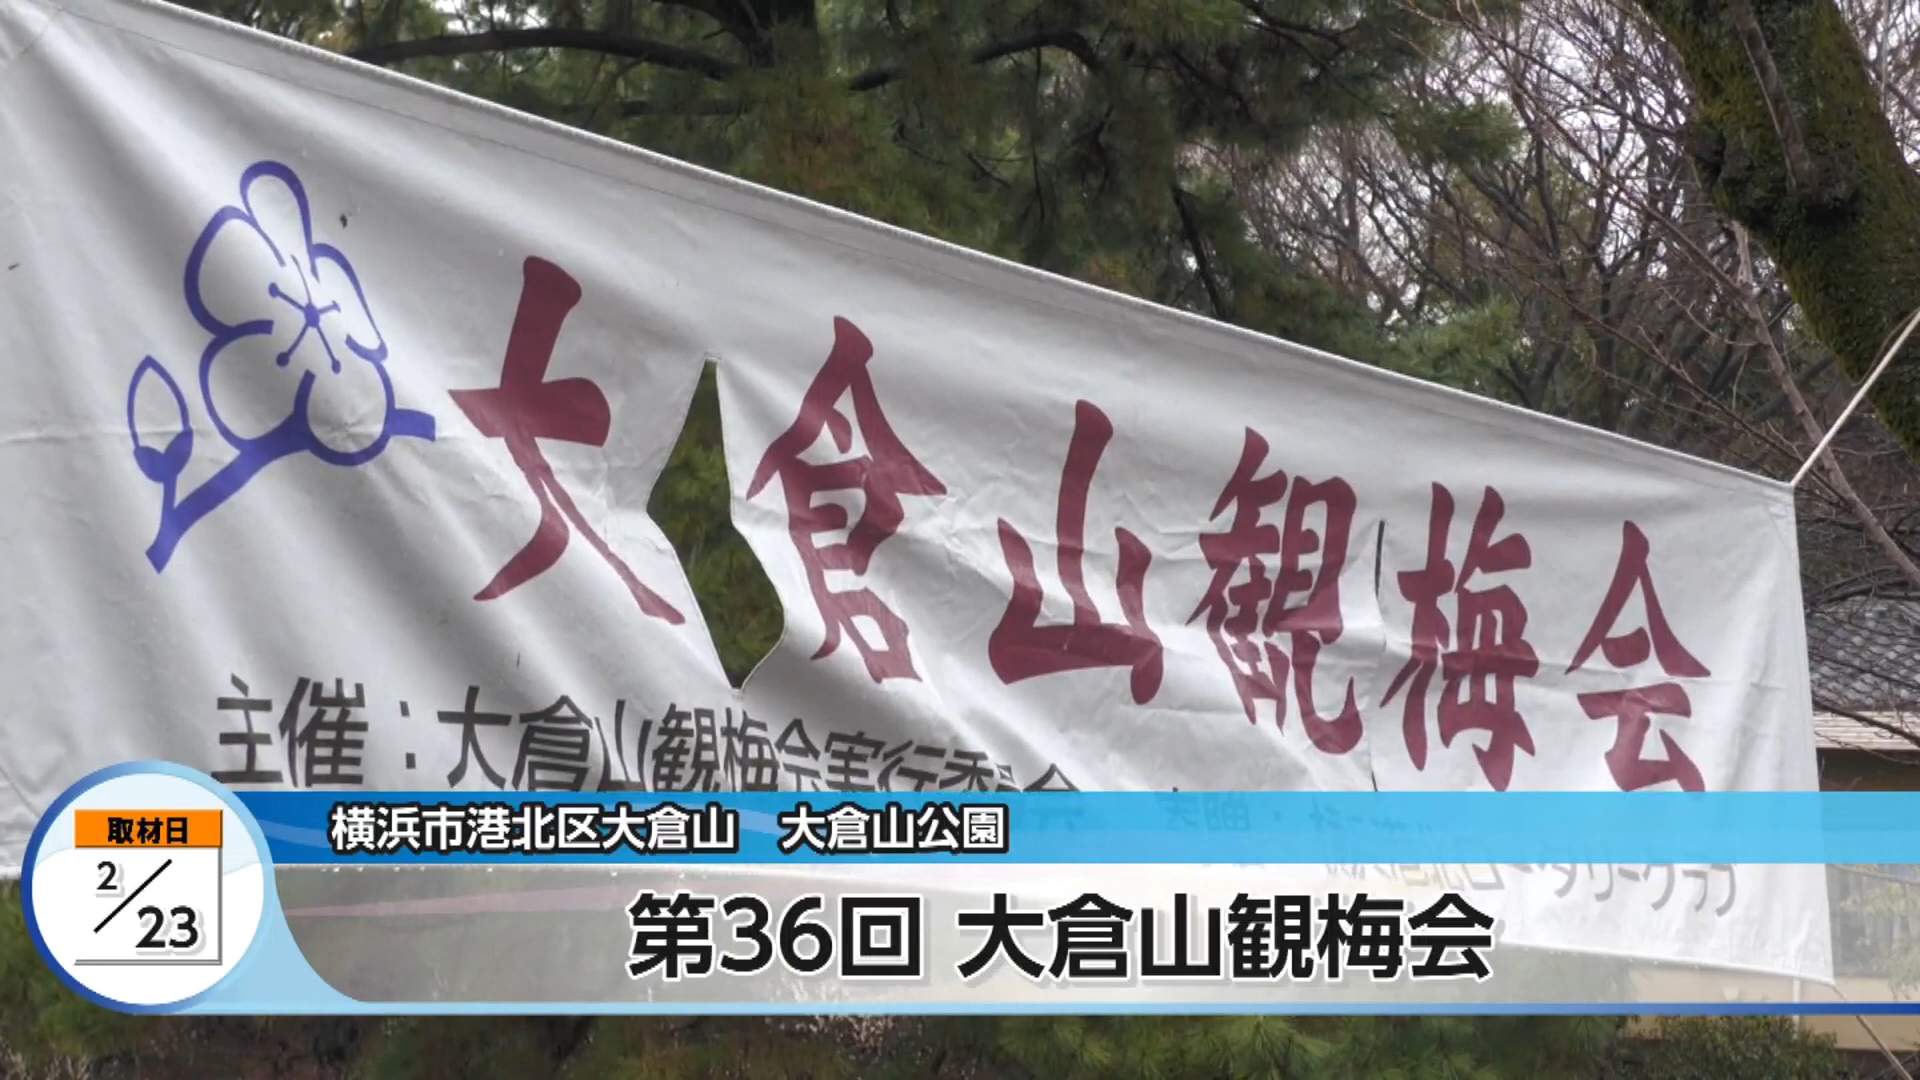 大倉山観梅会
主催：大倉山観梅会実行委員会
横浜市港北区大倉山　大倉山公園
取材日
2/23
第36回 大倉山観梅会